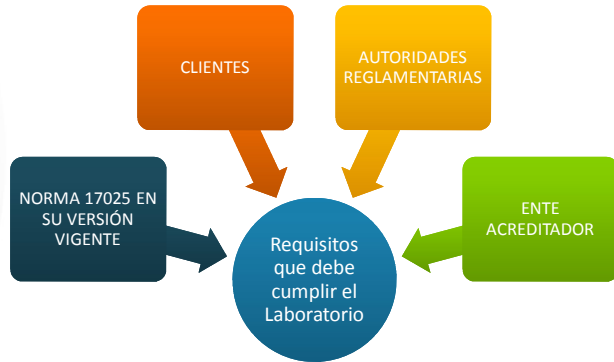 CLIENTES
AUTORIDADES
REGLAMENTARIAS
NORMA 17025 EN
SU VERSIÓN
VIGENTE
ENTE
ACREDITADOR
Requisitos
que debe
cumplir el
Laboratorio